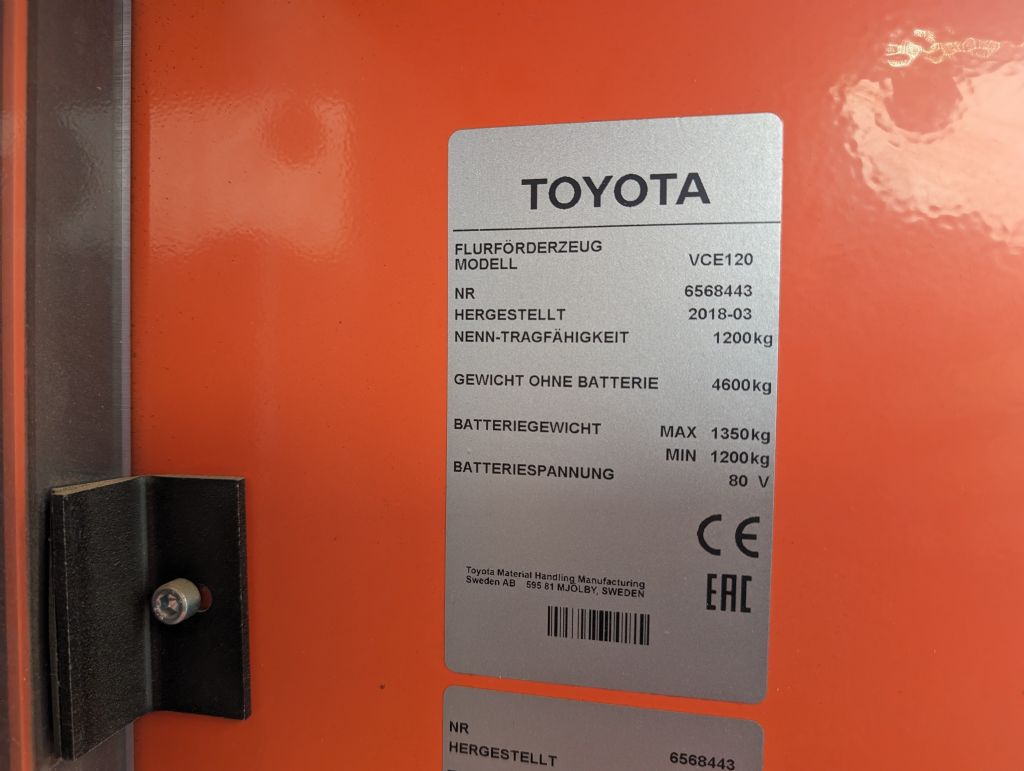 TOYOTA
FLURFÖRDERZEUG
MODELL VCE120
NR 6568443
HERGESTELLT 2018-03
NENN-TRAGFÄHIGKEIT 1200kg
GEWICHT OHNE BATTERIE 4600kg
BATTERIEGEWICHT MAX 1350kg
MIN 1200kg
BATTERIESPANNUNG 80 V
CE
Toyota Material Handling Manufacturing
Sweden AB 595 81 MJÖLBY, SWEDEN
EAC
NR 6568443
HERGESTELLT